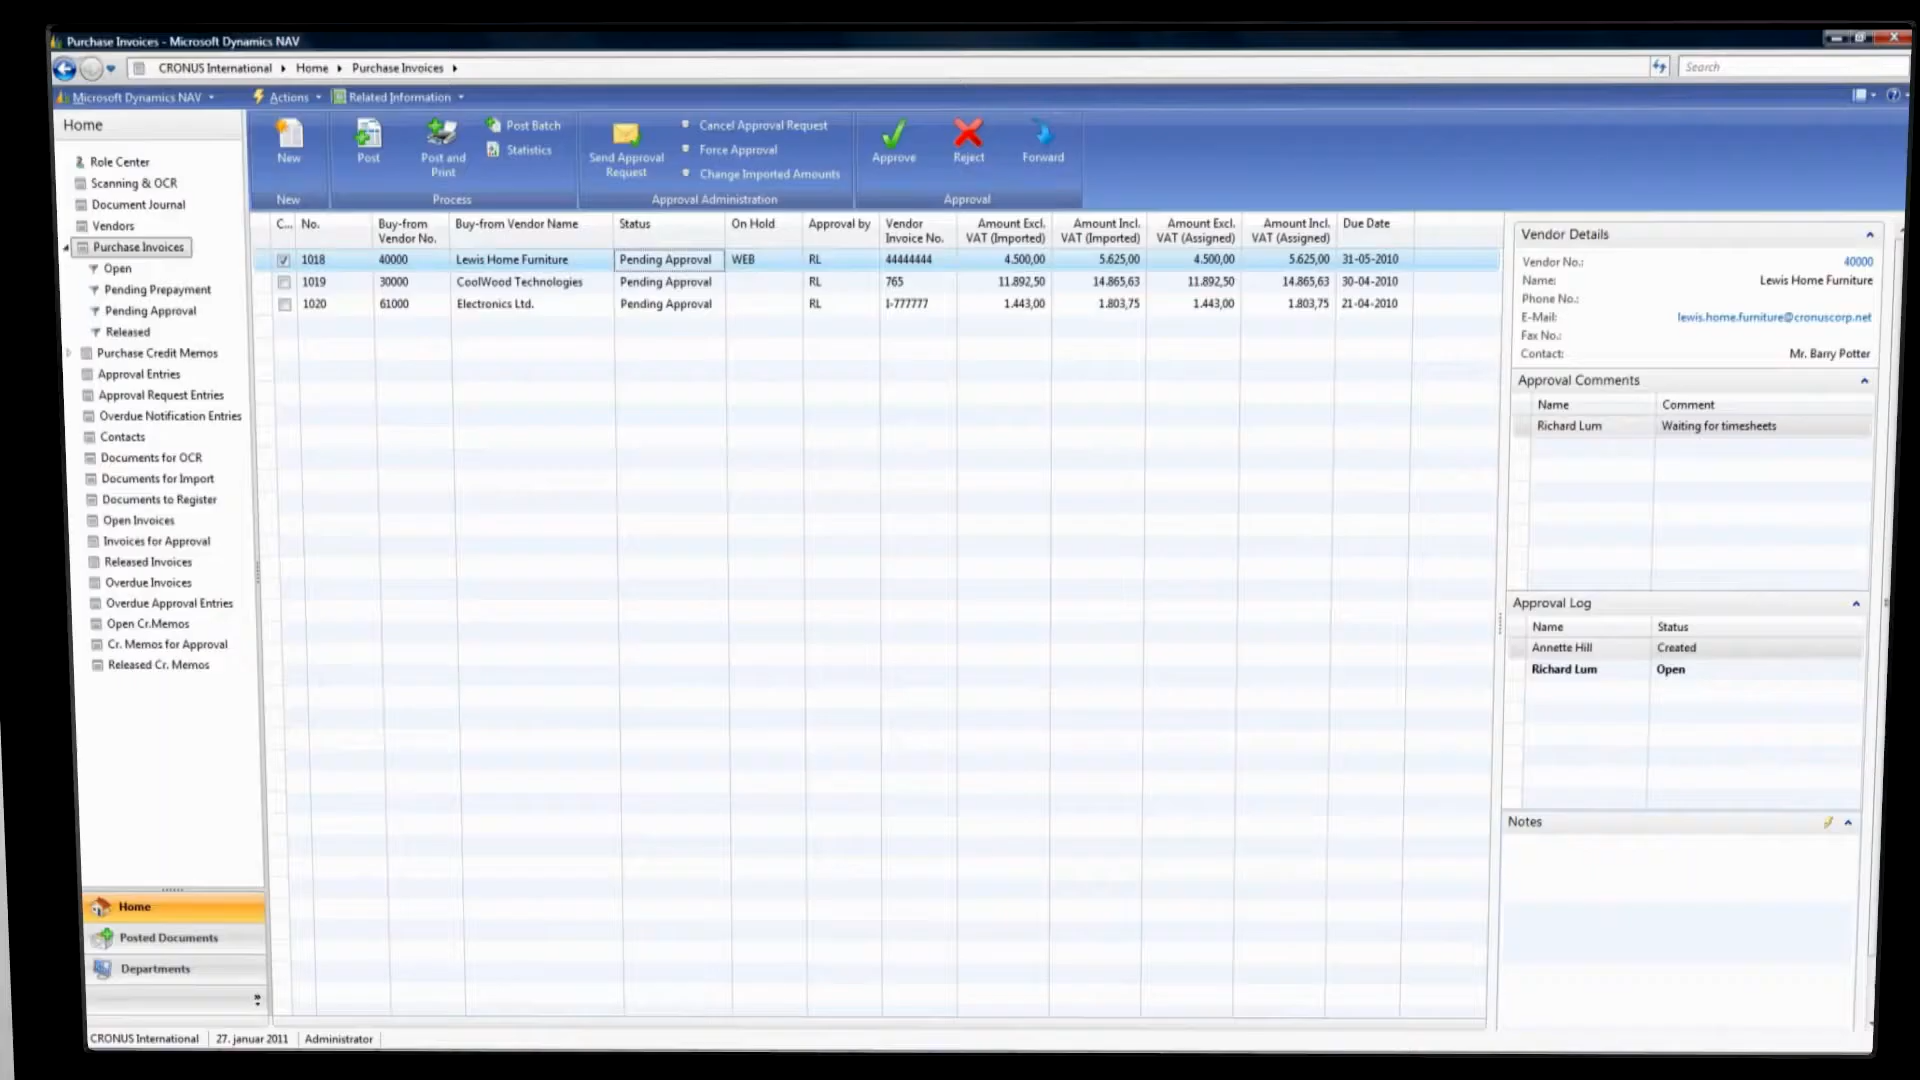 Purchase Invoices - Microsoft Dynamics NAV
CRONUS International Home Purchase Invoices
Search
Microsoft Dynamics NAV Actions Related Information
Home
Role Center
Scanning & OCR
Document Journal
Vendors
Purchase Invoices
Open
Pending Prepayment
Pending Approval
Released
Purchase Credit Memos
Approval Entries
Approval Request Entries
Overdue Notification Entries
Contacts
Documents for OCR
Documents for Import
Documents to Register
Open Invoices
Invoices for Approval
Released Invoices
Overdue Invoices
Overdue Approval Entries
Open Cr.Memos
Cr. Memos for Approval
Released Cr. Memos
Home
Posted Documents
Departments
New
New
Post
Post and Print
Post Batch
Statistics
Process
Send Approval Request
Cancel Approval Request
Force Approval
Change Imported Amounts
Approval Administration
Approve
Reject
Forward
Approval
C... No. Buy-from Vendor No. Buy-from Vendor Name Status On Hold Approval by Vendor Invoice No. Amount Excl. VAT (Imported) Amount Incl. VAT (Imported) Amount Excl. VAT (Assigned) Amount Incl. VAT (Assigned) Due Date
1018 40000 Lewis Home Furniture Pending Approval WEB RL 44444444 4.500,00 5.625,00 4.500,00 5.625,00 31-05-2010
1019 30000 CoolWood Technologies Pending Approval RL 765 11.892,50 14.865,63 11.892,50 14.865,63 30-04-2010
1020 61000 Electronics Ltd. Pending Approval RL I-777777 1.443,00 1.803,75 1.443,00 1.803,75 21-04-2010
Vendor Details
Vendor No.: 40000
Name: Lewis Home Furniture
Phone No.:
E-Mail: lewis.home.furniture@cronuscorp.net
Fax No.:
Contact: Mr. Barry Potter
Approval Comments
Name Comment
Richard Lum Waiting for timesheets
Approval Log
Name Status
Annette Hill Created
Richard Lum Open
Notes
CRONUS International 27. januar 2011 Administrator